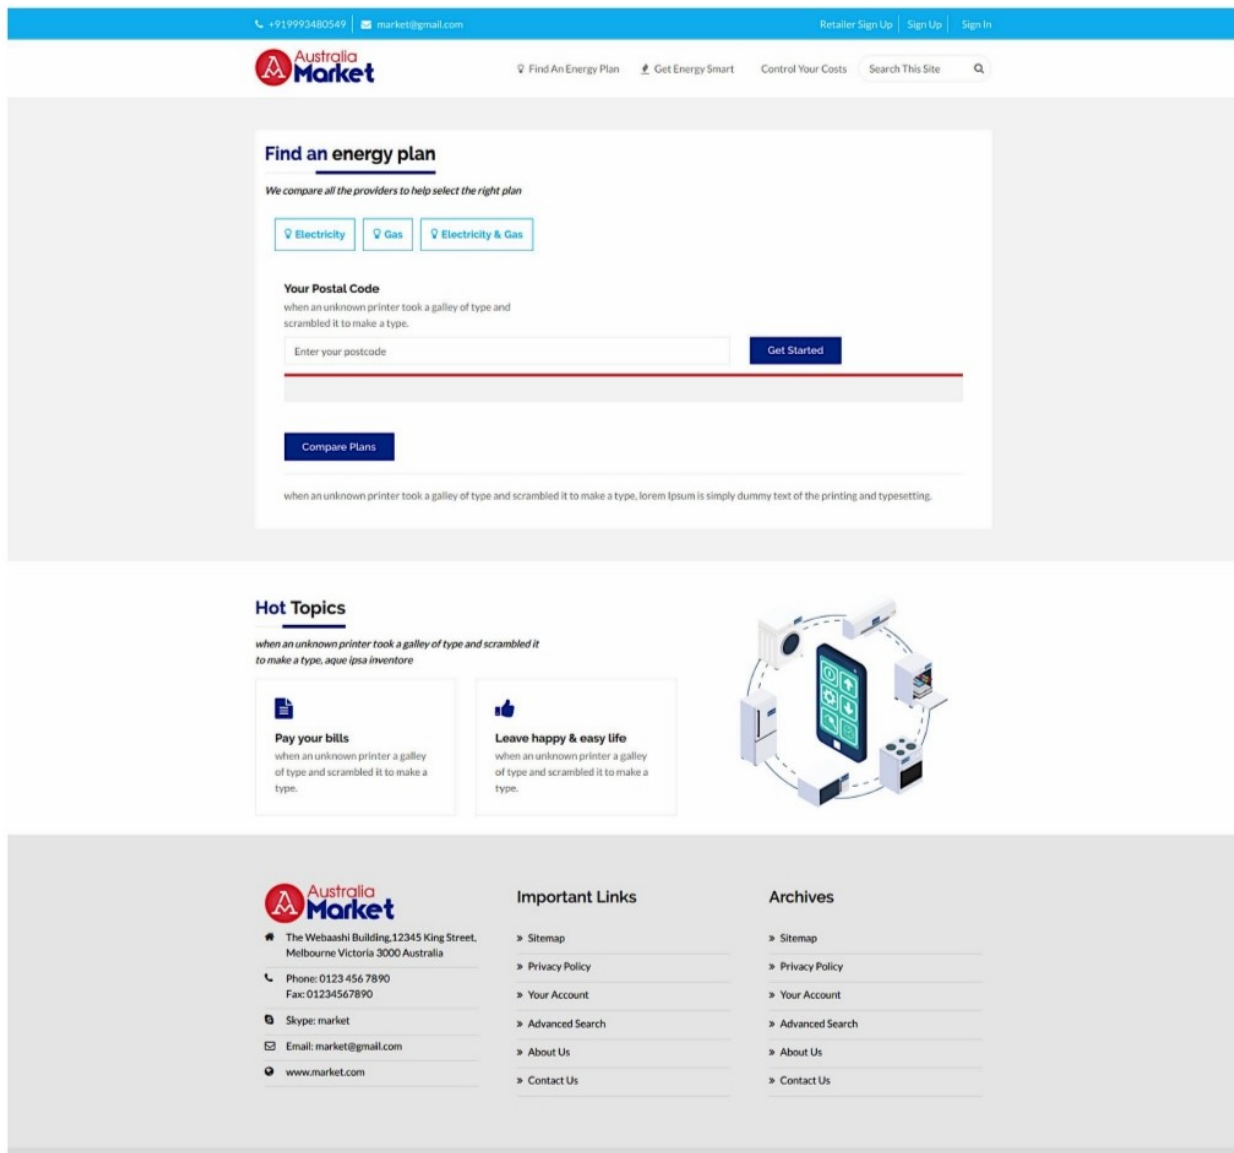 +919993480549 market@gmail.com Retailer Sign Up Sign Up Sign In
Australia
Market
Find An Energy Plan Get Energy Smart Control Your Costs Search This Site
Find an energy plan
We compare all the providers to help select the right plan
Electricity Gas Electricity & Gas
Your Postal Code
when an unknown printer took a galley of type and
scrambled it to make a type.
Enter your postcode Get Started
Compare Plans
when an unknown printer took a galley of type and scrambled it to make a type, lorem Ipsum is simply dummy text of the printing and typesetting.
Hot Topics
when an unknown printer took a galley of type and scrambled it
to make a type, aque ipsa inventore
Pay your bills
when an unknown printer a galley
of type and scrambled it to make a
type.
Leave happy & easy life
when an unknown printer a galley
of type and scrambled it to make a
type.
Australia
Market
The Webaashi Building,12345 King Street,
Melbourne Victoria 3000 Australia
Phone: 0123 456 7890
Fax: 01234567890
Skype: market
Email: market@gmail.com
www.market.com
Important Links
» Sitemap
» Privacy Policy
» Your Account
» Advanced Search
» About Us
» Contact Us
Archives
» Sitemap
» Privacy Policy
» Your Account
» Advanced Search
» About Us
» Contact Us